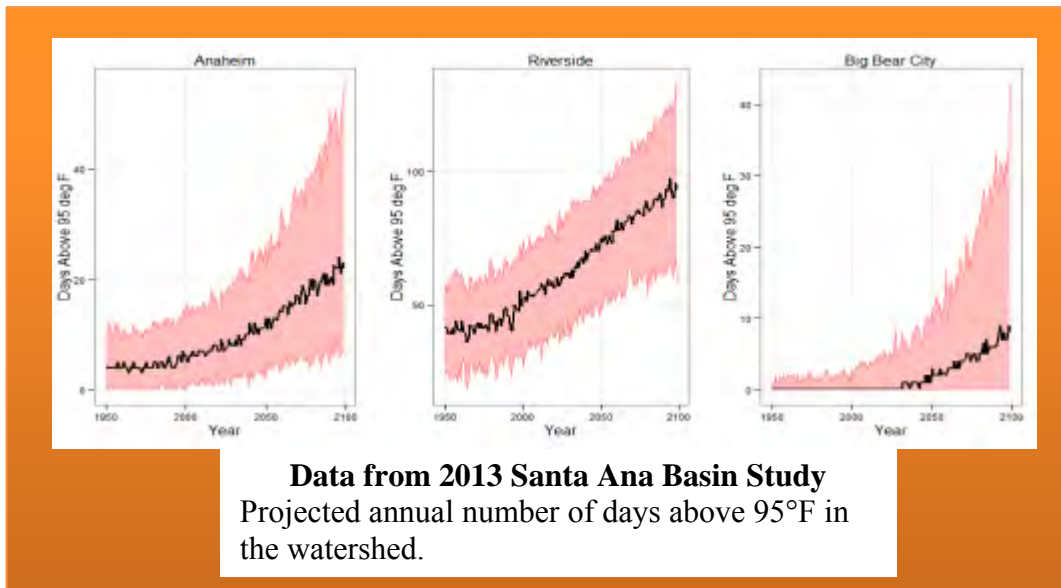 Anaheim
Riverside
Big Bear City
Days Above 95 deg F
40
20
0
1950
2000
2050
2100
Year
Days Above 95 deg F
100
50
1950
2000
2050
2100
Year
Days Above 95 deg F
40
30
20
10
0
1950
2000
2050
2100
Year
Data from 2013 Santa Ana Basin Study
Projected annual number of days above 95°F in
the watershed.